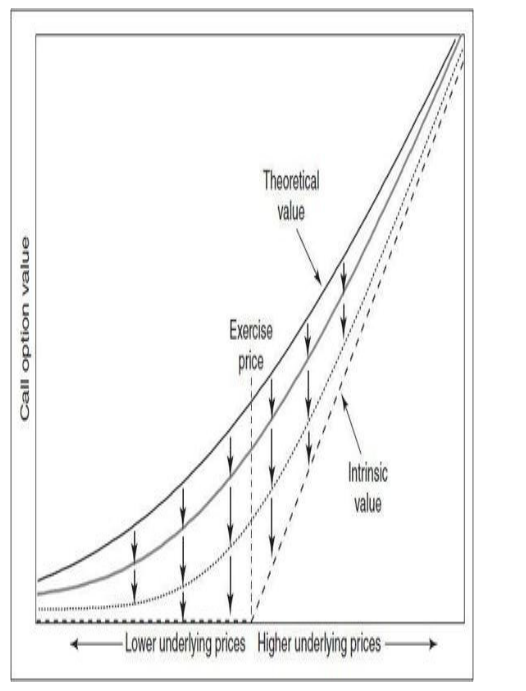 Theoretical
value
Exercise
price
Call option value
Intrinsic
value
Lower underlying prices Higher underlying prices